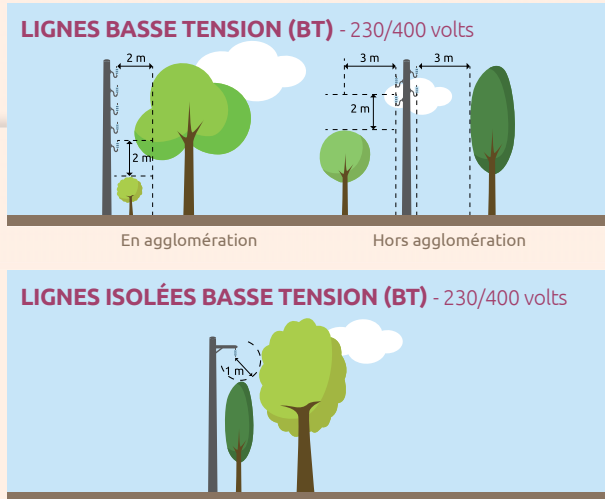 LIGNES BASSE TENSION (BT) - 230/400 volts
2 m
3 m
3 m
2 m
2 m
En agglomération
Hors agglomération
LIGNES ISOLÉES BASSE TENSION (BT) - 230/400 volts
1 m